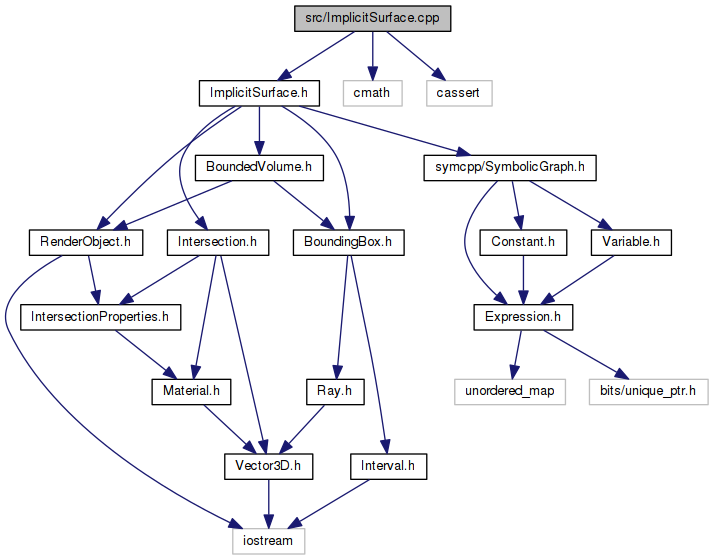 src/ImplicitSurface.cpp
ImplicitSurface.h
cmath
cassert
BoundedVolume.h
symcpp/SymbolicGraph.h
RenderObject.h
Intersection.h
BoundingBox.h
Constant.h
Variable.h
IntersectionProperties.h
Expression.h
Material.h
Ray.h
unordered_map
bits/unique_ptr.h
Vector3D.h
Interval.h
iostream